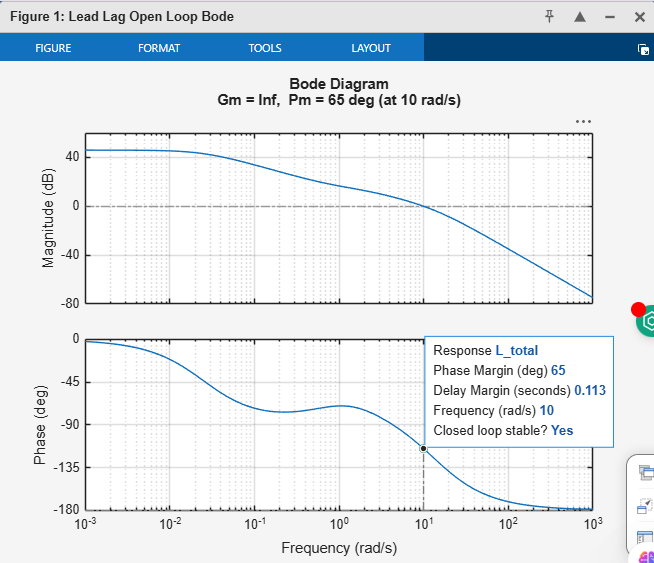 Figure 1: Lead Lag Open Loop Bode
FIGURE FORMAT TOOLS LAYOUT
Bode Diagram
Gm = Inf, Pm = 65 deg (at 10 rad/s)
Magnitude (dB)
40
0
-40
-80
Phase (deg)
0
-45
-90
-135
-180
Response L_total
Phase Margin (deg) 65
Delay Margin (seconds) 0.113
Frequency (rad/s) 10
Closed loop stable? Yes
10-3 10-2 10-1 100 101 102 103
Frequency (rad/s)